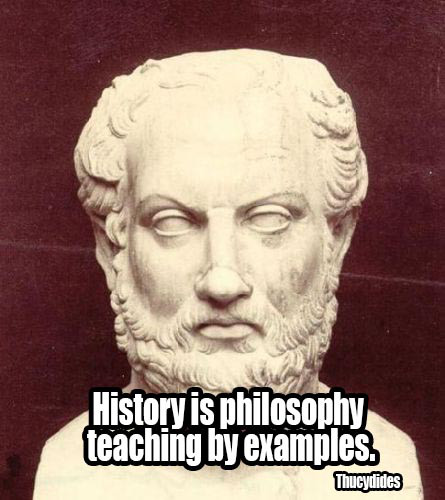 History is philosophy
teaching by examples.
Thucydides